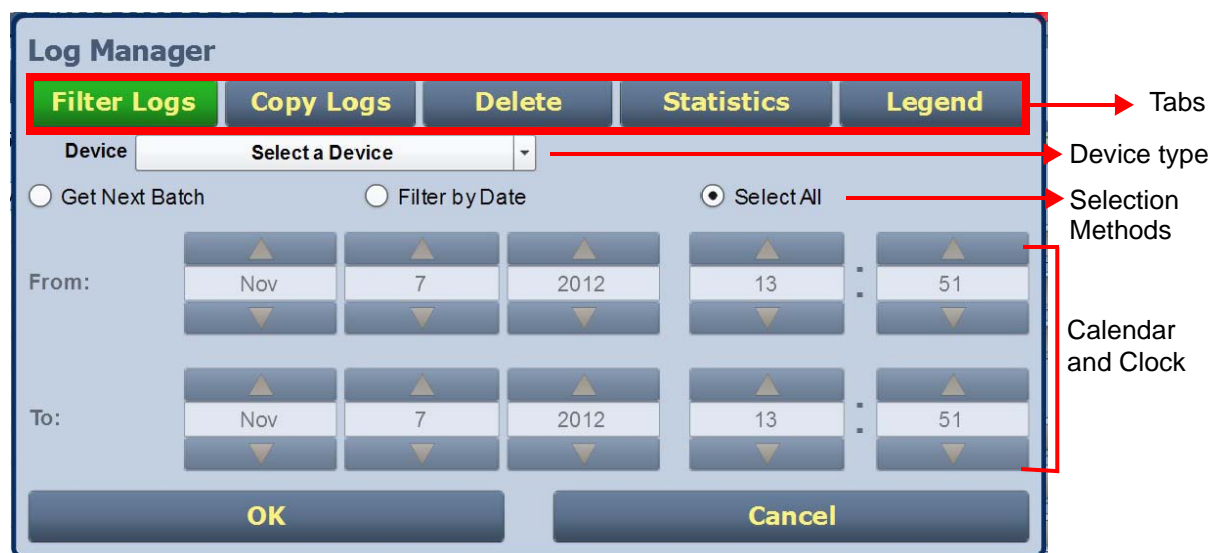 Log Manager
Filter Logs Copy Logs Delete Statistics Legend
Tabs
Device Select a Device
Device type
Get Next Batch Filter by Date Select All
Selection
Methods
From: Nov 7 2012 13 : 51
Calendar
and Clock
To: Nov 7 2012 13 : 51
OK Cancel